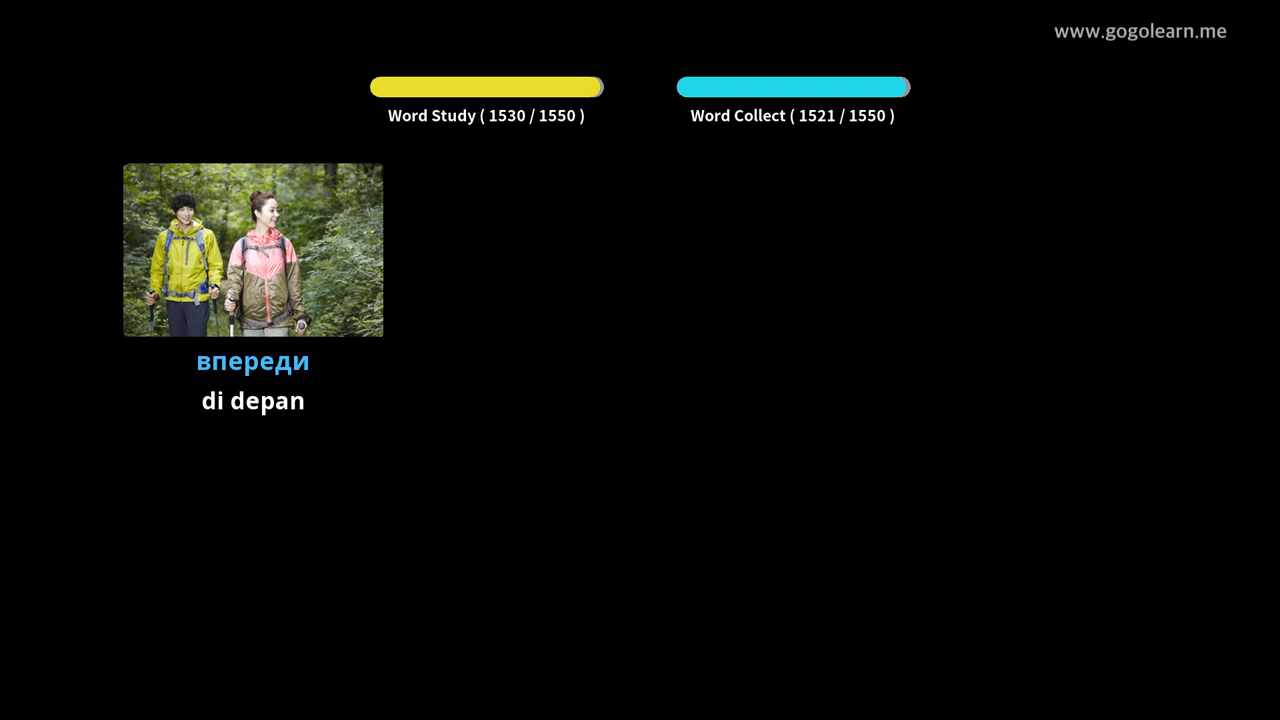 www.gogolearn.me
Word Study ( 1530 / 1550 )
Word Collect ( 1521 / 1550 )
впереди
di depan